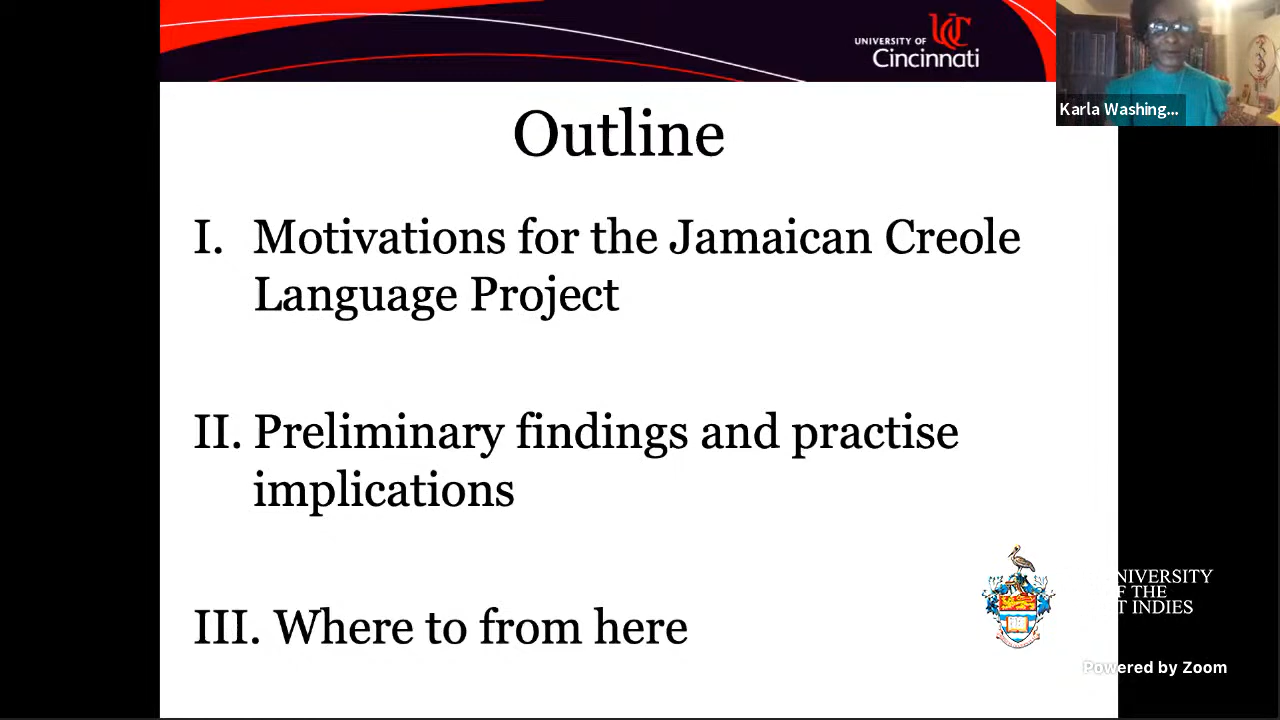 UNIVERSITY OF
Cincinnati
Karla Washing...
Outline
I. Motivations for the Jamaican Creole
Language Project
II. Preliminary findings and practise
implications
III. Where to from here
NIVERSITY
F THE
T INDIES
Powered by Zoom